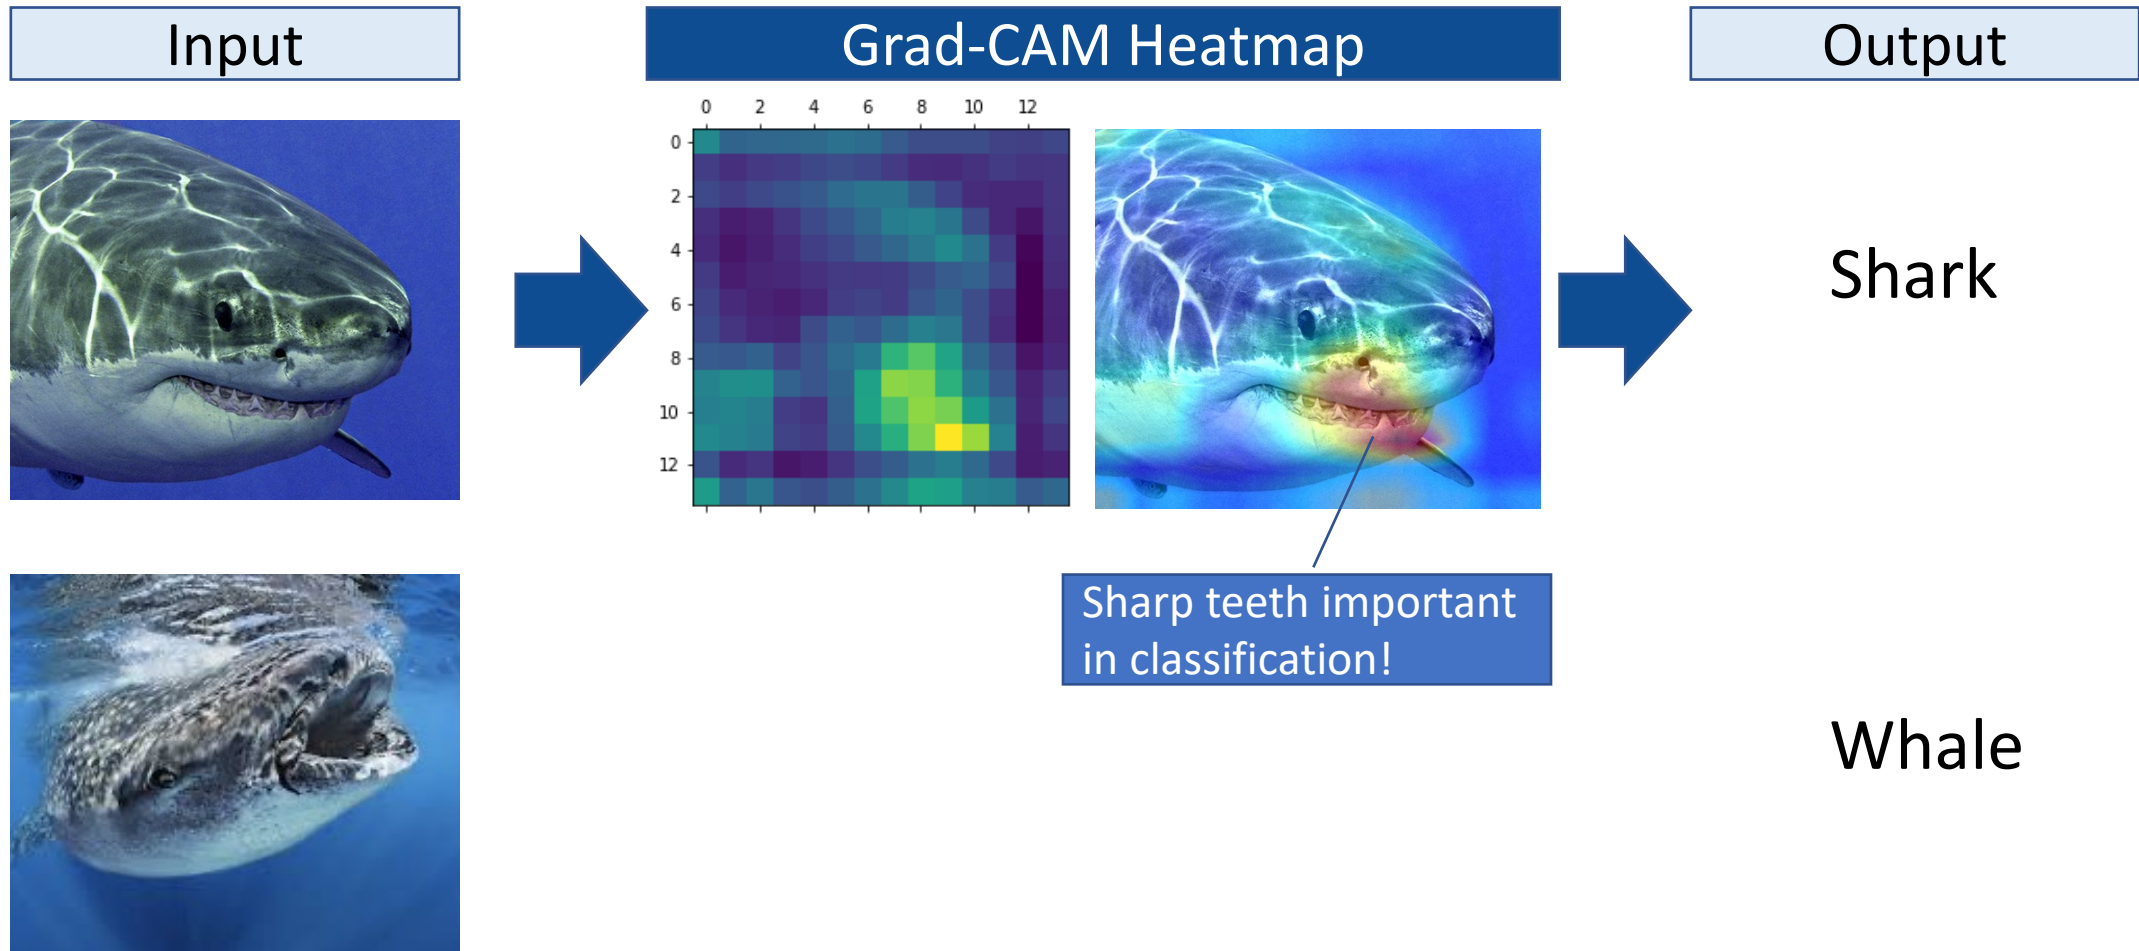 Input
Grad-CAM Heatmap
Output
0 2 4 6 8 10 12
0
2
4
6
8
10
12
Shark
Sharp teeth important
in classification!
Whale